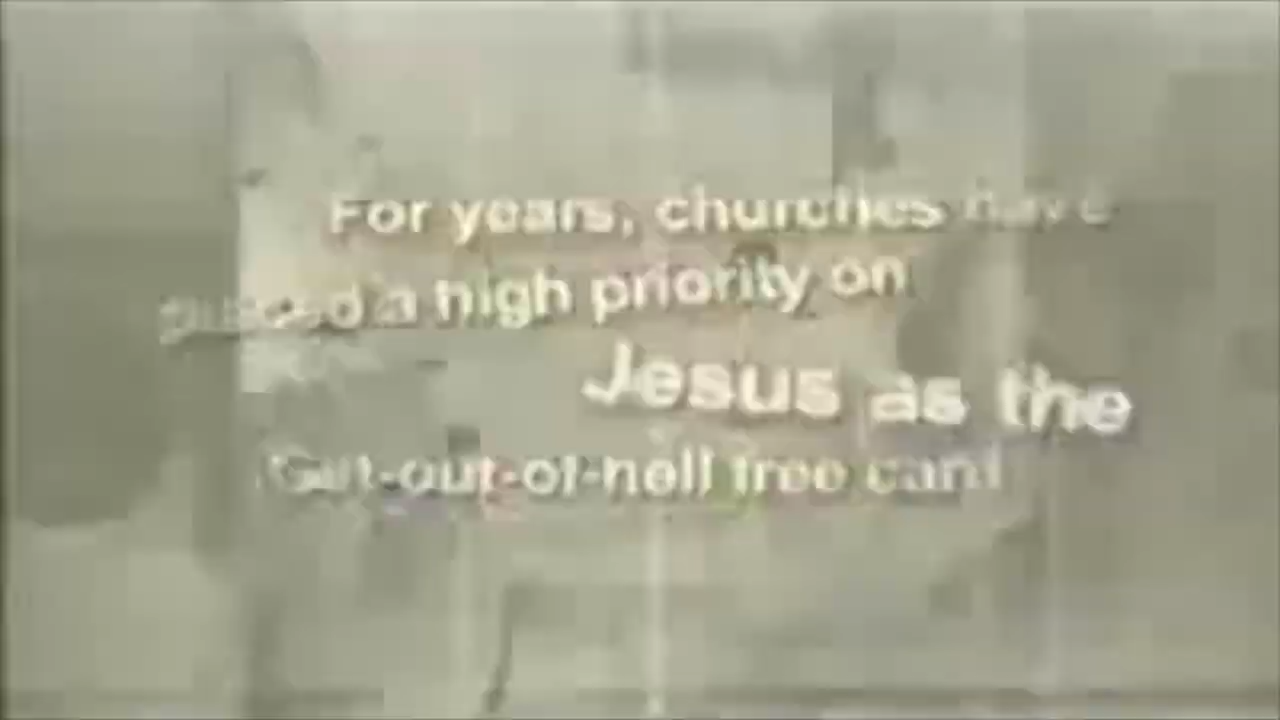 For years, churches have
placed a high priority on
Jesus as the
Get-out-of-hell free card